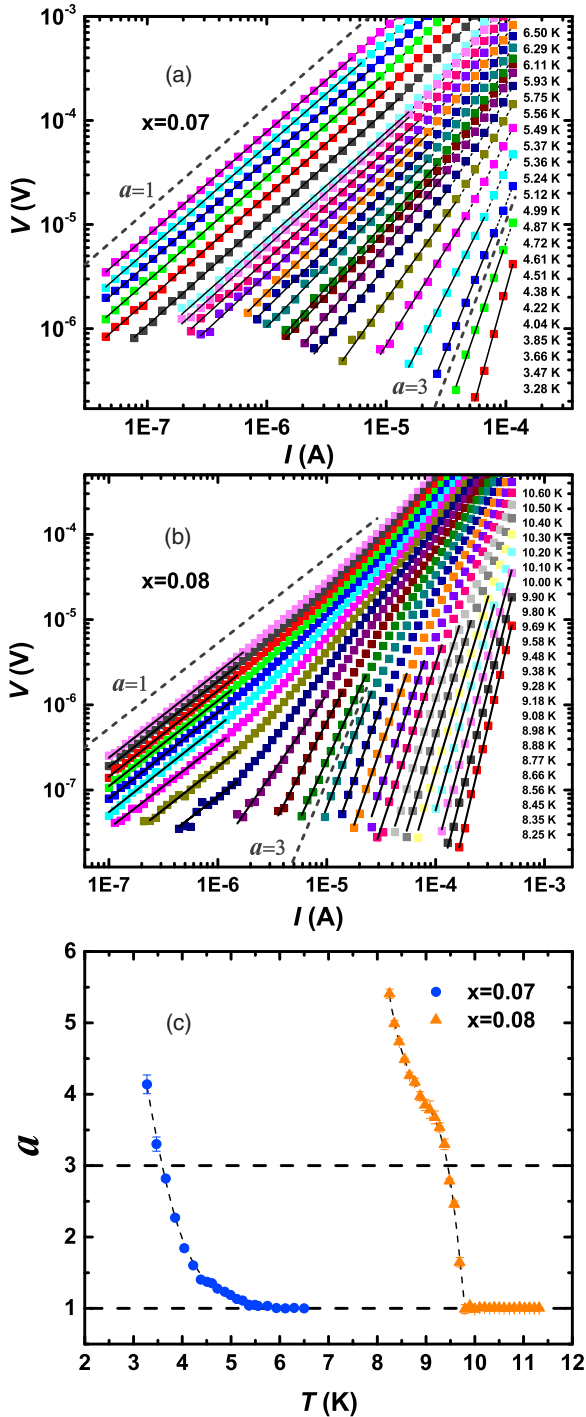 10⁻³
10⁻⁴
10⁻⁵
10⁻⁶
V (V)
(a)
x=0.07
a=1
a=3
6.50 K
6.29 K
6.11 K
5.93 K
5.75 K
5.56 K
5.49 K
5.37 K
5.36 K
5.24 K
5.12 K
4.99 K
4.87 K
4.72 K
4.61 K
4.51 K
4.38 K
4.22 K
4.04 K
3.85 K
3.66 K
3.47 K
3.28 K
1E-7 1E-6 1E-5 1E-4
I (A)
10⁻⁴
10⁻⁵
10⁻⁶
10⁻⁷
V (V)
(b)
x=0.08
a=1
a=3
10.60 K
10.50 K
10.40 K
10.30 K
10.20 K
10.10 K
10.00 K
9.90 K
9.80 K
9.69 K
9.58 K
9.48 K
9.38 K
9.28 K
9.18 K
9.08 K
8.98 K
8.88 K
8.77 K
8.66 K
8.56 K
8.45 K
8.35 K
8.25 K
1E-7 1E-6 1E-5 1E-4 1E-3
I (A)
6
5
4
3
2
1
a
(c)
x=0.07
x=0.08
2 3 4 5 6 7 8 9 10 11 12
T (K)